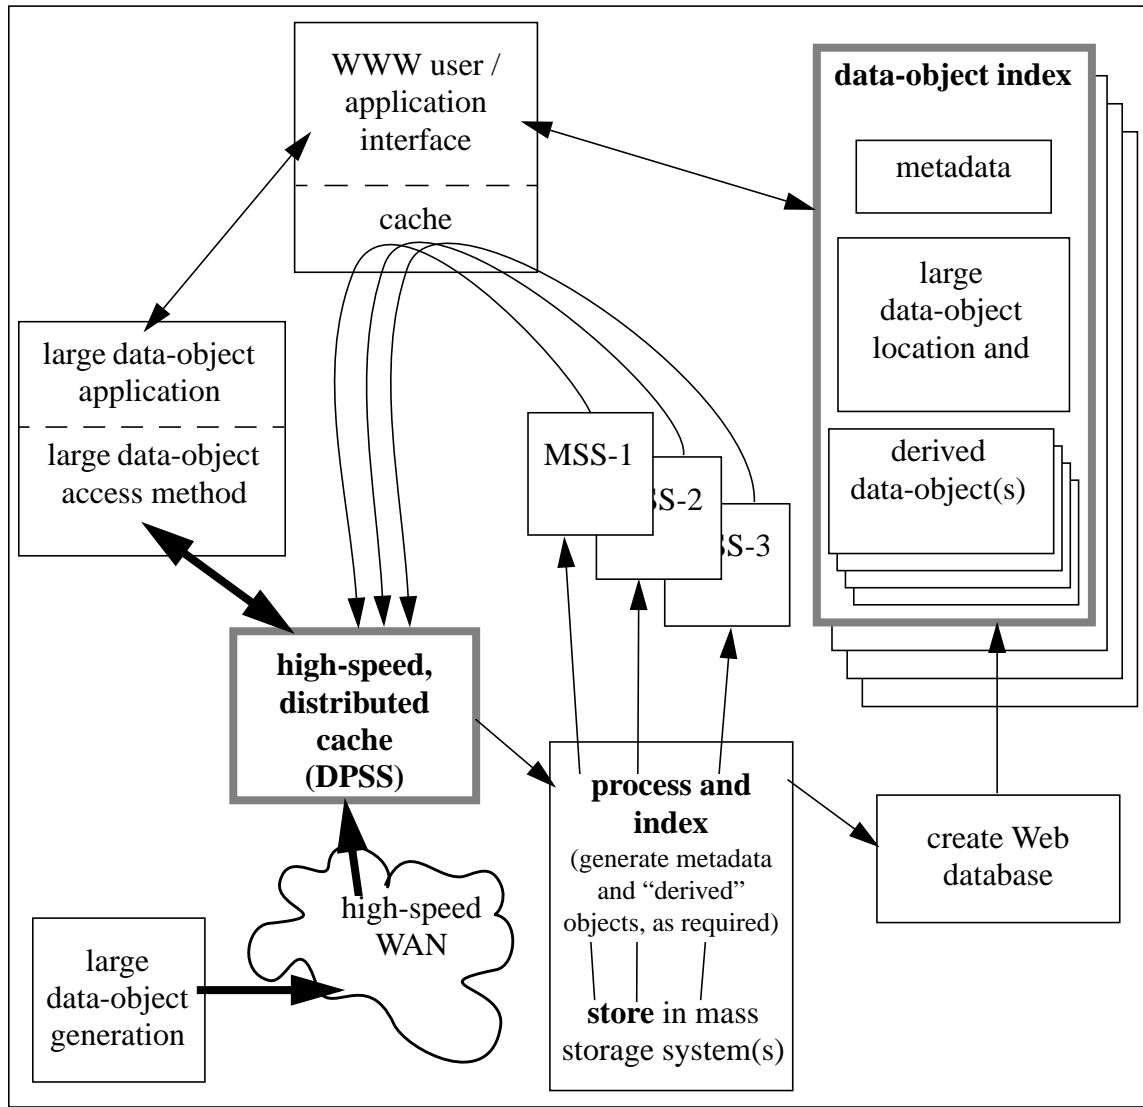 WWW user /
application
interface
cache
data-object index
metadata
large
data-object
location and
derived
data-object(s)
large data-object
application
large data-object
access method
MSS-1
SS-2
SS-3
high-speed,
distributed
cache
(DPSS)
process and
index
(generate metadata
and “derived”
objects, as required)
store in mass
storage system(s)
create Web
database
high-speed
WAN
large
data-object
generation